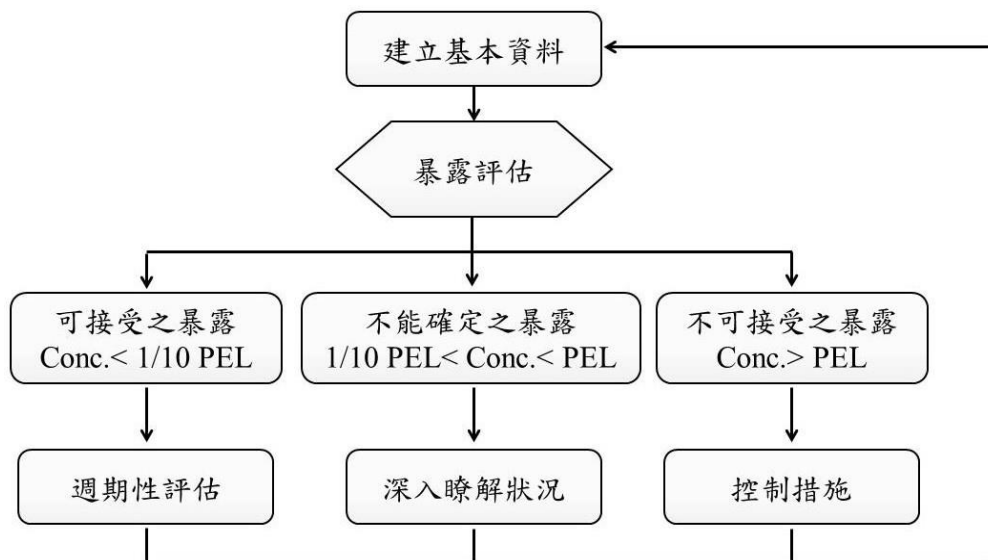 建立基本資料
暴露評估
可接受之暴露
Conc.< 1/10 PEL
不能確定之暴露
1/10 PEL< Conc.< PEL
不可接受之暴露
Conc.> PEL
週期性評估
深入瞭解狀況
控制措施